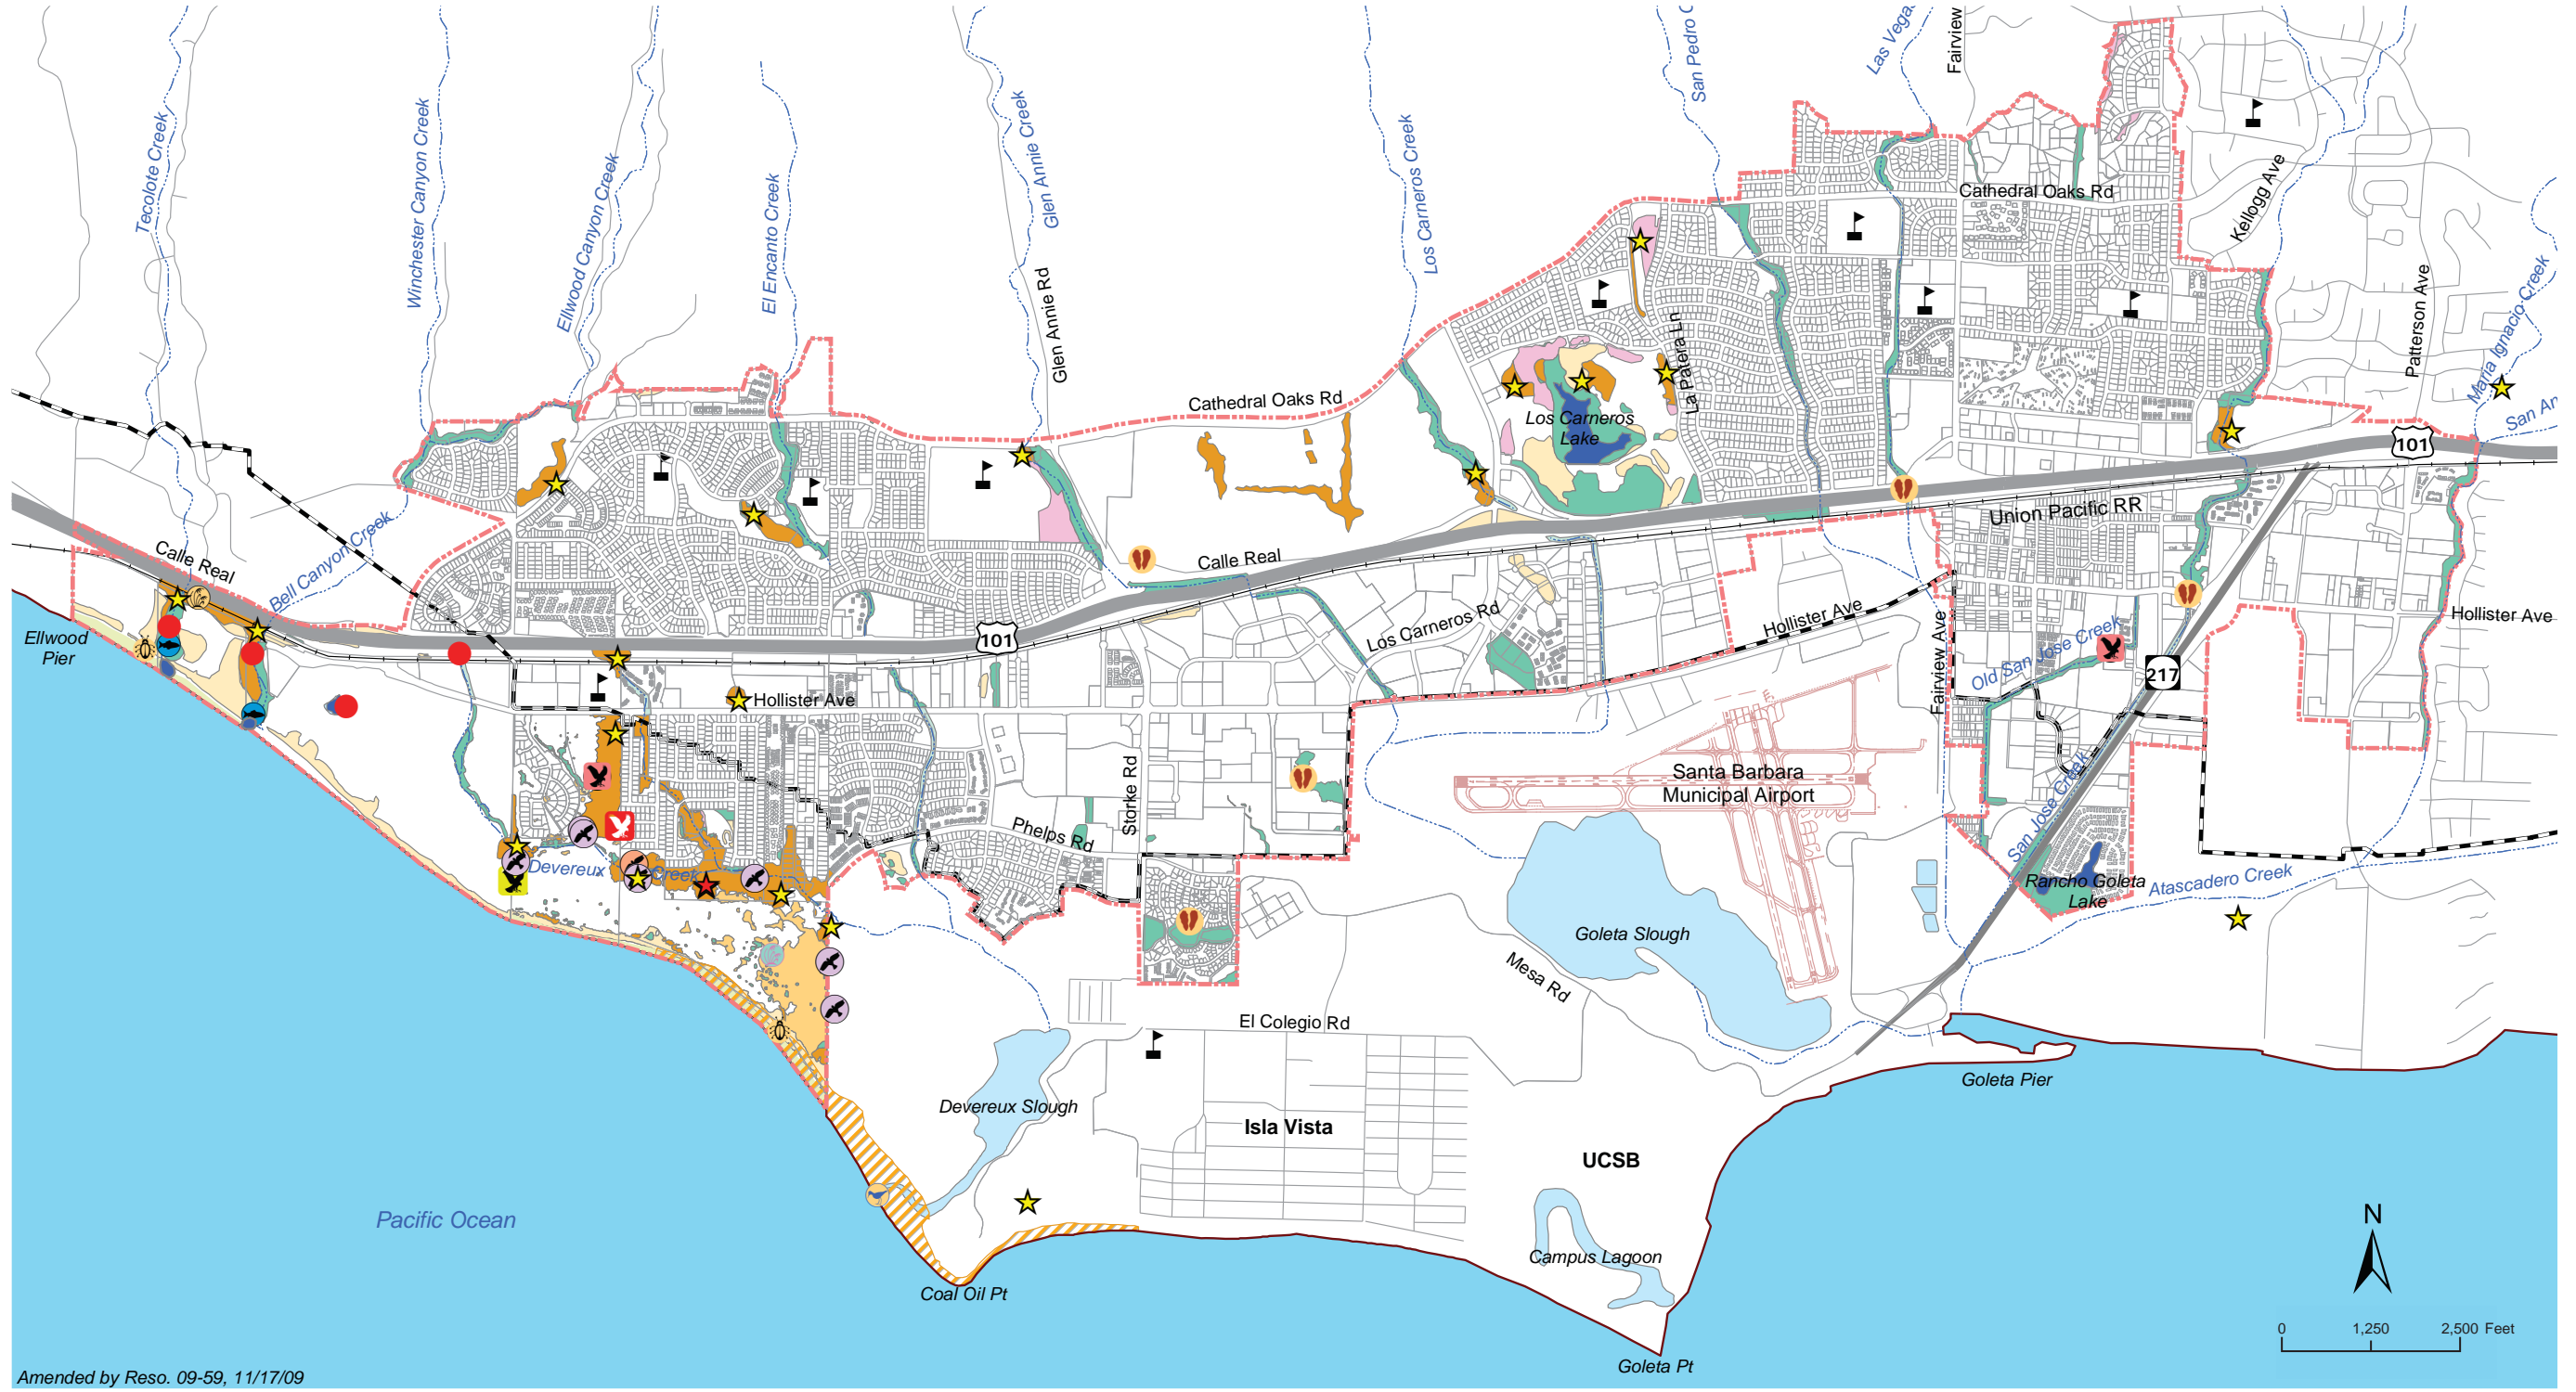 Tecolote Creek
Winchester Canyon Creek
Ellwood Canyon Creek
El Encanto Creek
Glen Annie Creek
Glen Annie Rd
Los Carneros Creek
San Pedro C
Las Vegas
Fairview
Cathedral Oaks Rd
Kellogg Ave
Patterson Ave
Maria Ignacio Creek
San An
La Patera Ln
Cathedral Oaks Rd
Los Carneros
Lake
101
Union Pacific RR
Calle Real
Bell Canyon Creek
Calle Real
Ellwood
Pier
101
Los Carneros Rd
Hollister Ave
Fairview Ave
Old San Jose Creek
217
Hollister Ave
Hollister Ave
Storke Rd
Phelps Rd
Santa Barbara
Municipal Airport
San Jose Creek
Devereux Creek
Rancho Goleta
Lake
Atascadero Creek
Goleta Slough
Mesa Rd
El Colegio Rd
Goleta Pier
Devereux Slough
Isla Vista
UCSB
Pacific Ocean
Campus Lagoon
Coal Oil Pt
Goleta Pt
N
0 1,250 2,500 Feet
Amended by Reso. 09-59, 11/17/09